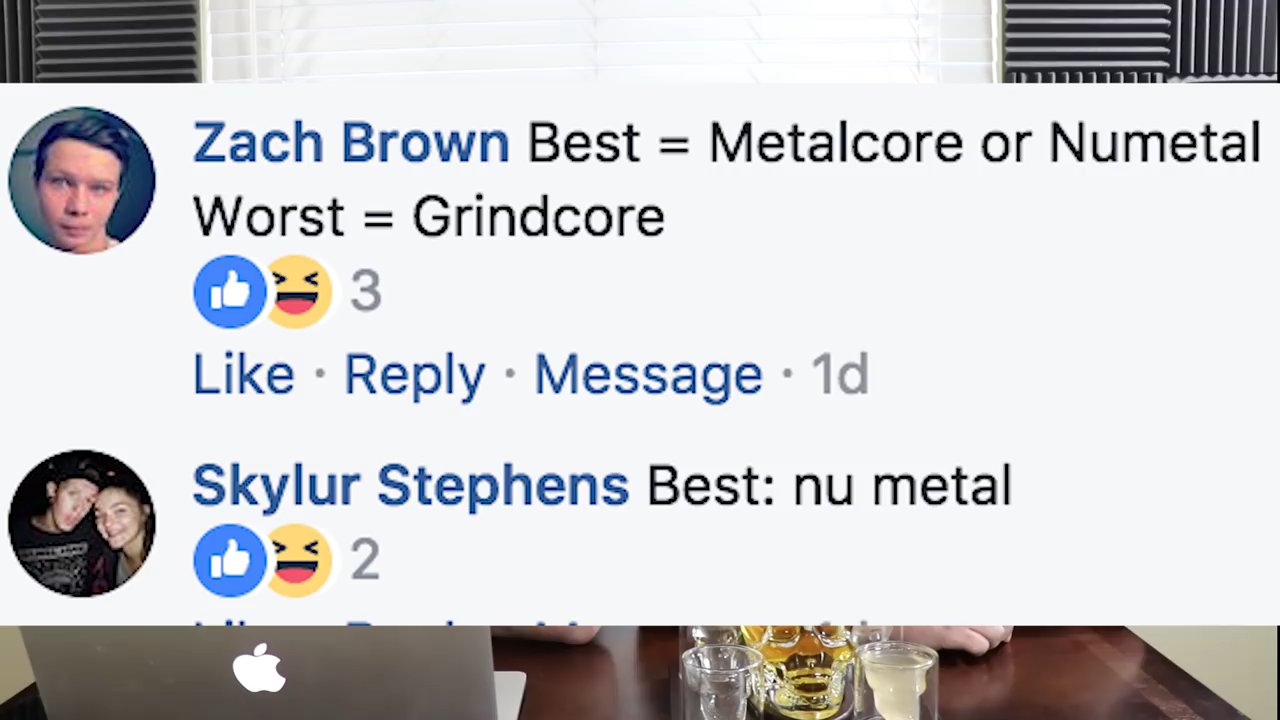 Zach Brown Best = Metalcore or Numetal
Worst = Grindcore
3
Like · Reply · Message · 1d
Skylur Stephens Best: nu metal
2